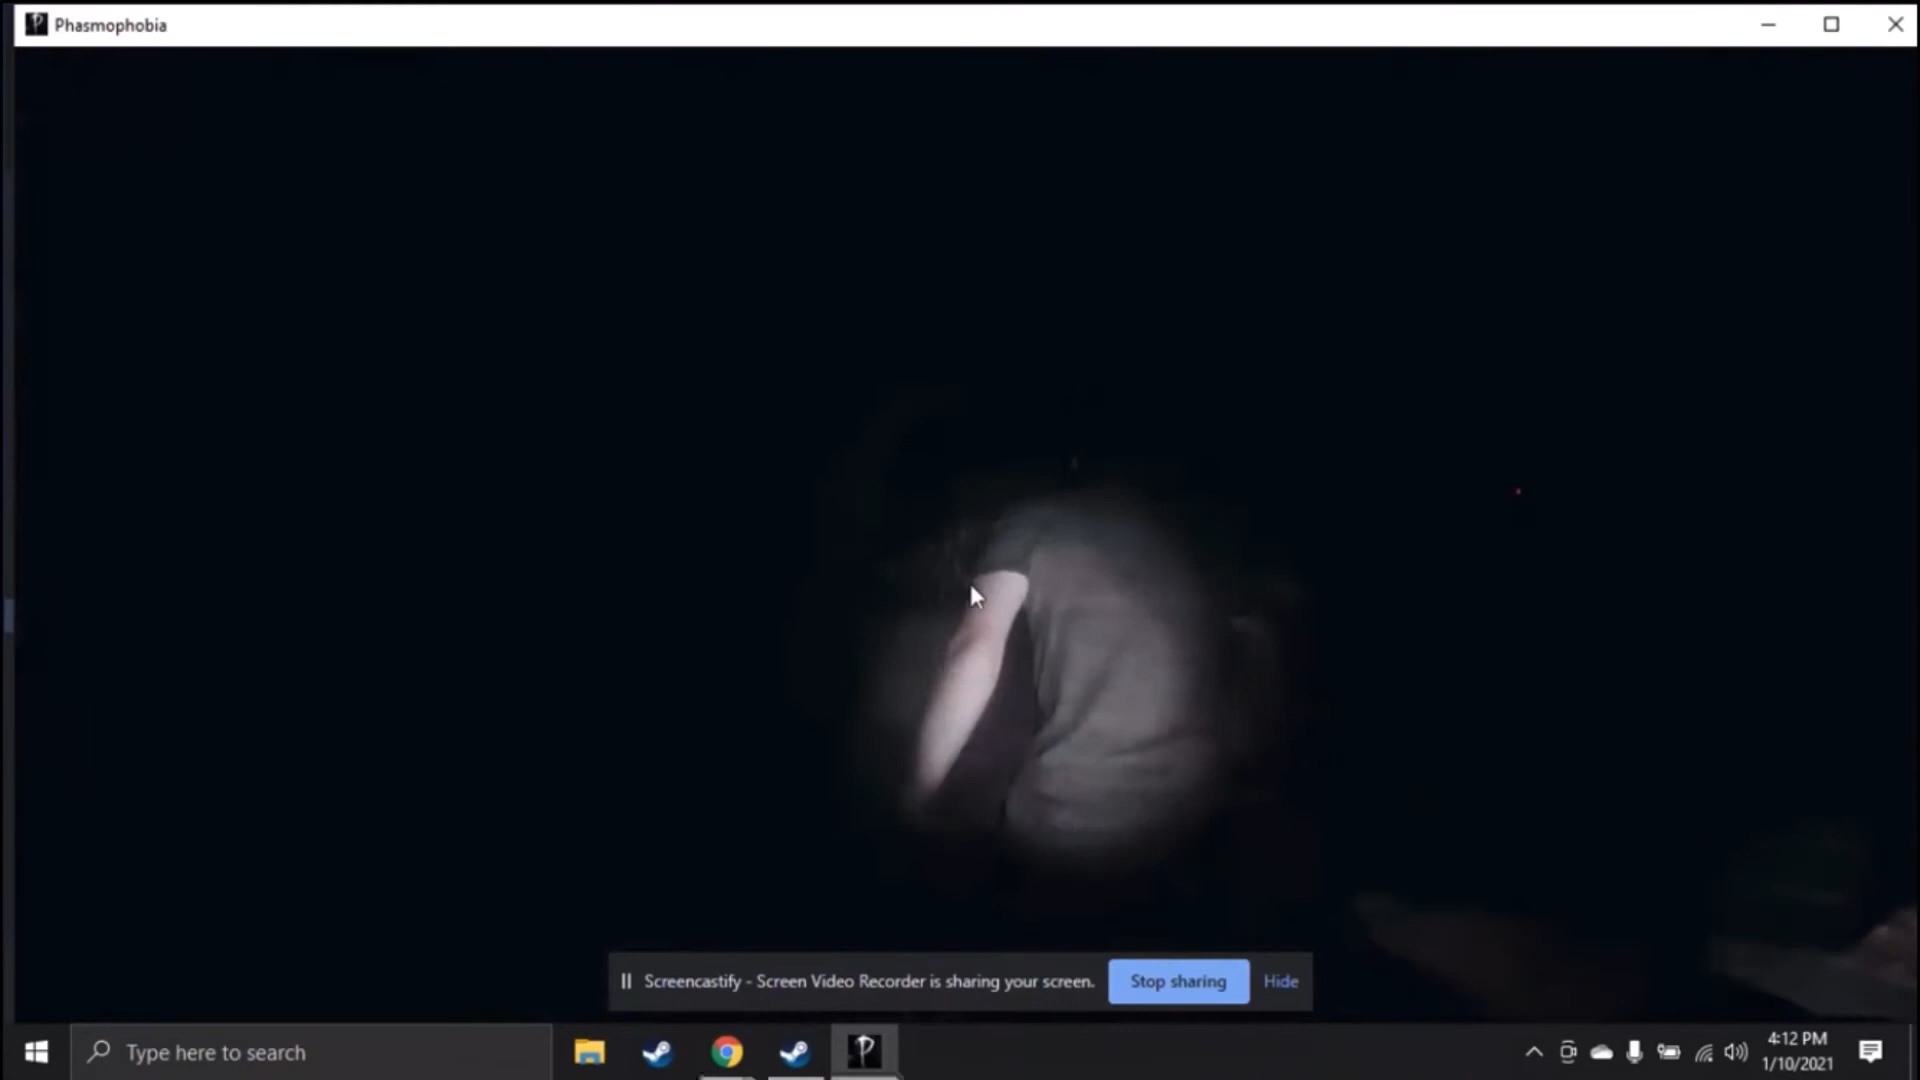 Phasmophobia
Screencastify - Screen Video Recorder is sharing your screen.
Stop sharing
Hide
Type here to search
4:12 PM
1/10/2021